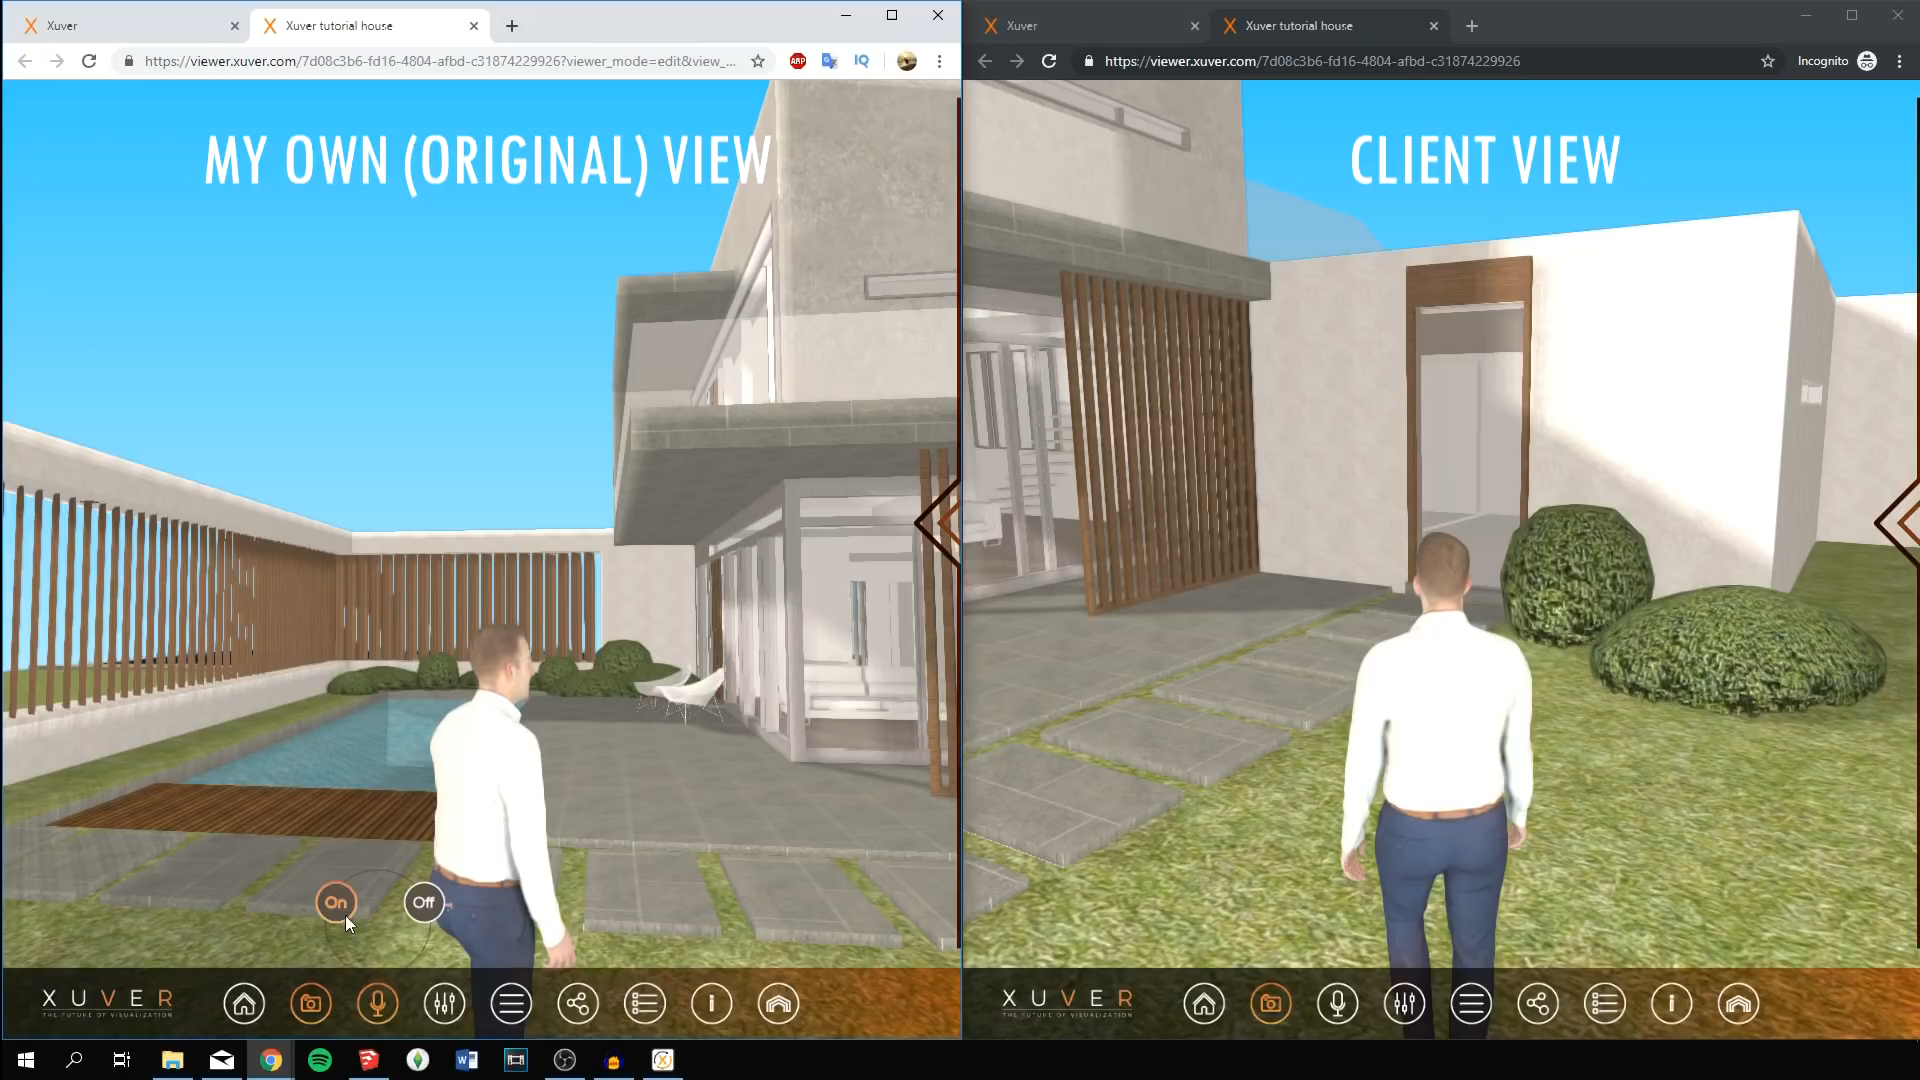 Xuver
Xuver tutorial house
https://viewer.xuver.com/7d08c3b6-fd16-4804-afbd-c31874229926?viewer_mode=edit&view_...
ABP
IQ
MY OWN (ORIGINAL) VIEW
On
Off
XUVER
THE FUTURE OF VISUALIZATION
Xuver
Xuver tutorial house
https://viewer.xuver.com/7d08c3b6-fd16-4804-afbd-c31874229926
Incognito
CLIENT VIEW
XUVER
THE FUTURE OF VISUALIZATION